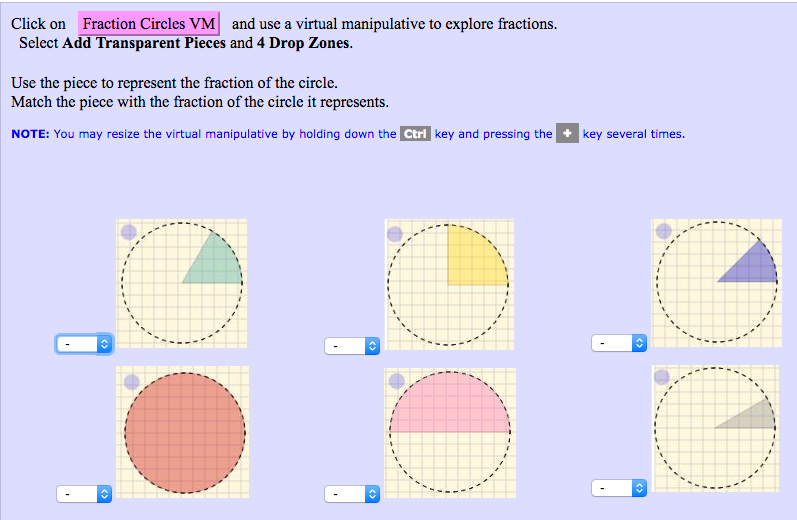 Click on Fraction Circles VM and use a virtual manipulative to explore fractions.
Select Add Transparent Pieces and 4 Drop Zones.
Use the piece to represent the fraction of the circle.
Match the piece with the fraction of the circle it represents.
NOTE: You may resize the virtual manipulative by holding down the Ctrl key and pressing the + key several times.
- - -
- - -